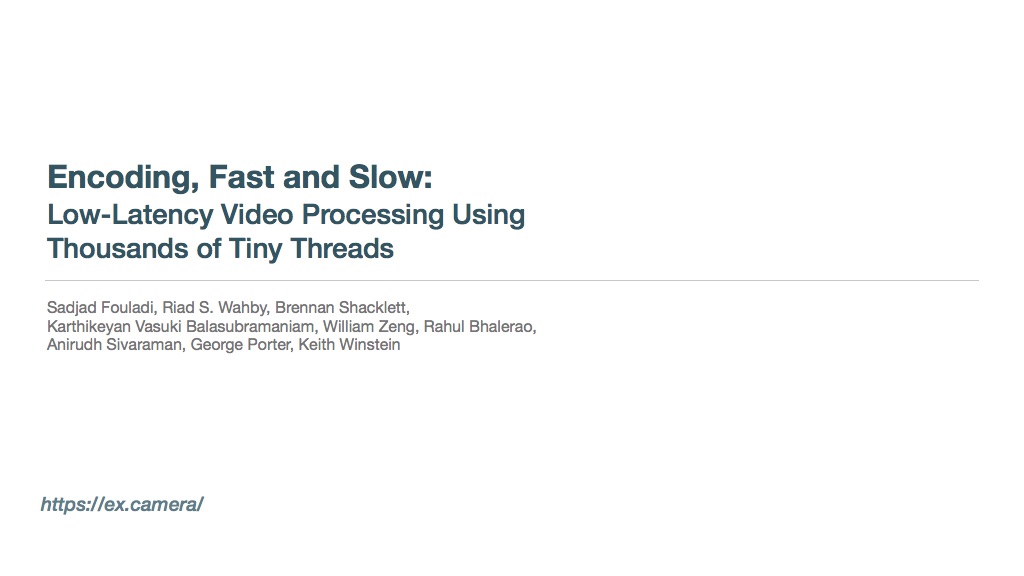 Encoding, Fast and Slow:
Low-Latency Video Processing Using
Thousands of Tiny Threads
Sadjad Fouladi, Riad S. Wahby, Brennan Shacklett,
Karthikeyan Vasuki Balasubramaniam, William Zeng, Rahul Bhalerao,
Anirudh Sivaraman, George Porter, Keith Winstein
https://ex.camera/